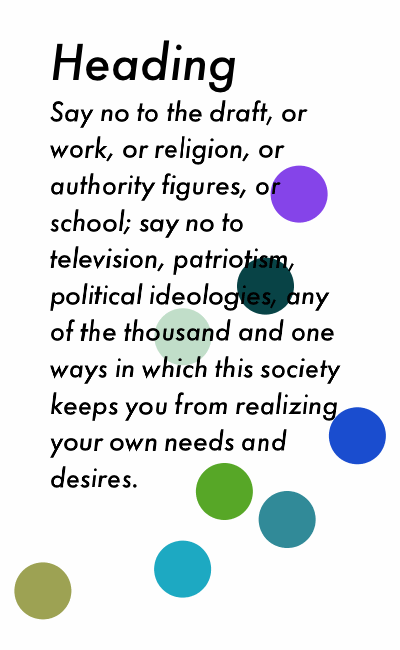 Heading
Say no to the draft, or
work, or religion, or
authority figures, or
school; say no to
television, patriotism,
political ideologies, any
of the thousand and one
ways in which this society
keeps you from realizing
your own needs and
desires.